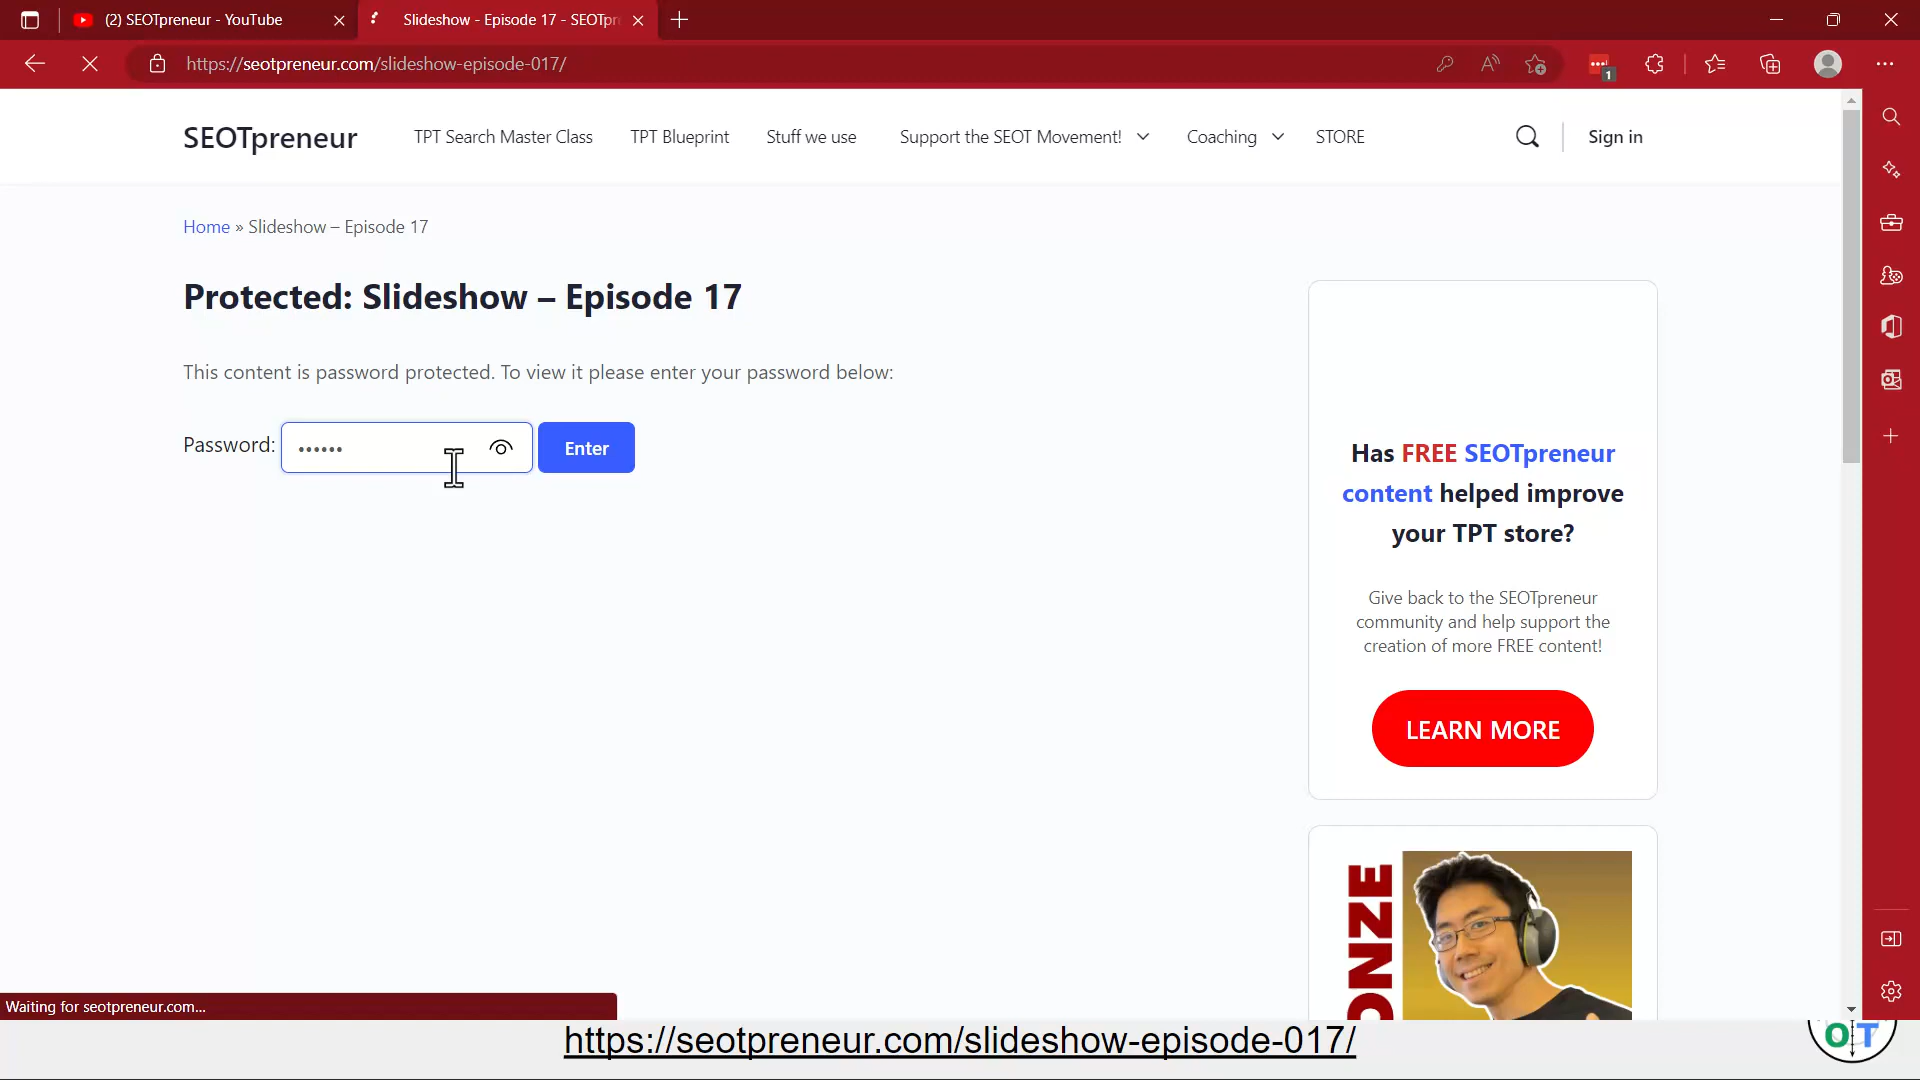 (2) SEOTpreneur - YouTube
Slideshow - Episode 17 - SEOTpr
https://seotpreneur.com/slideshow-episode-017/
1
SEOTpreneur
TPT Search Master Class
TPT Blueprint
Stuff we use
Support the SEOT Movement!
Coaching
STORE
Sign in
Home » Slideshow – Episode 17
Protected: Slideshow – Episode 17
This content is password protected. To view it please enter your password below:
Password:
Enter
Has FREE SEOTpreneur
content helped improve
your TPT store?
Give back to the SEOTpreneur
community and help support the
creation of more FREE content!
LEARN MORE
ONZE
Waiting for seotpreneur.com...
https://seotpreneur.com/slideshow-episode-017/
OT